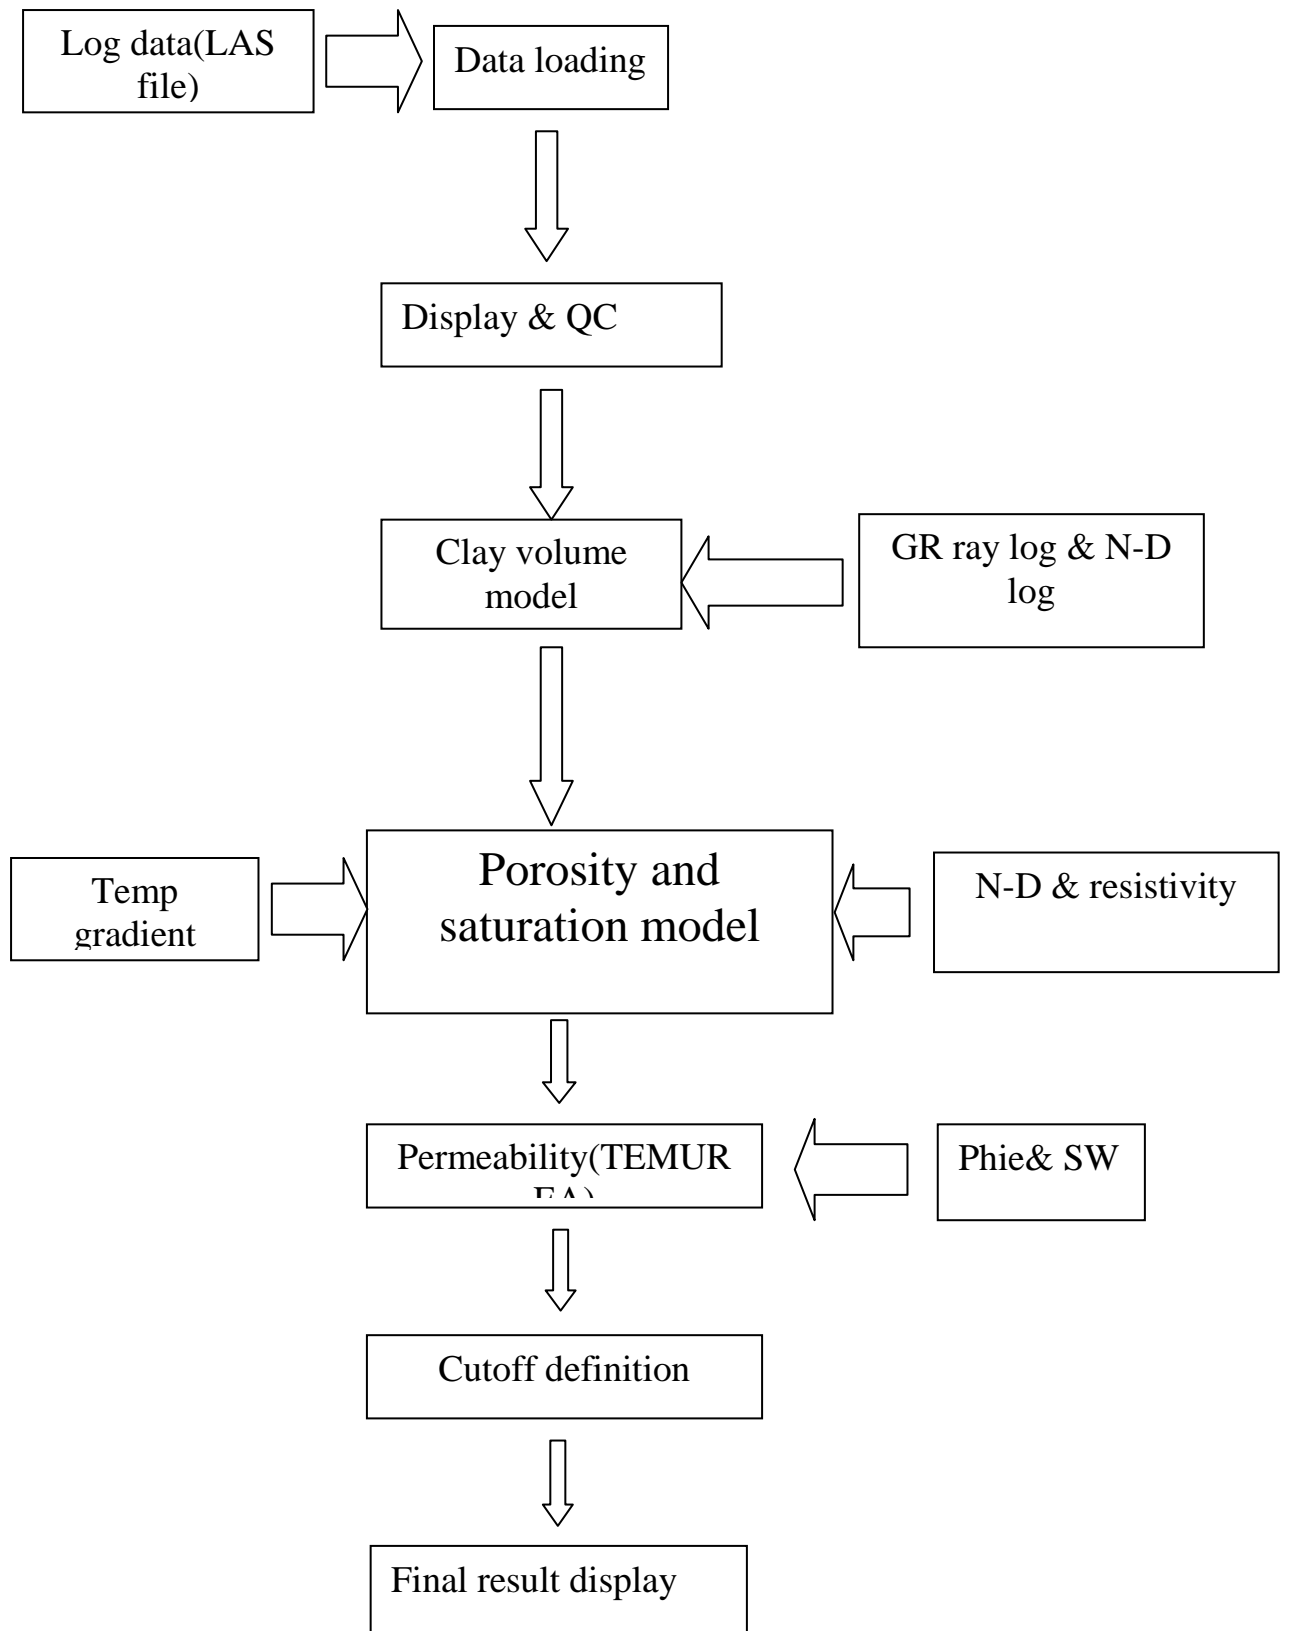 Log data(LAS
file)
Data loading
Display & QC
Clay volume
model
GR ray log & N-D
log
Porosity and
saturation model
Temp
gradient
N-D & resistivity
Permeability(TEMUR
EA)
Phie& SW
Cutoff definition
Final result display